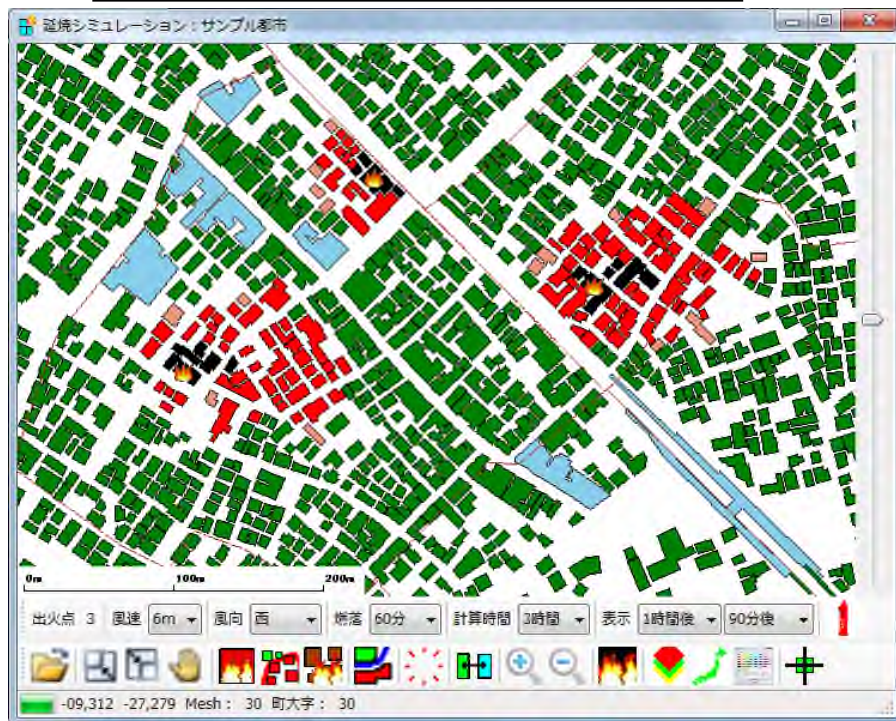 延焼シミュレーション：サンプル都市
0m 100m 200m
出火点 3 風速 6m 風向 西 燃落 60分 計算時間 3時間 表示 1時間後 90分後
-09,312 -27,279 Mesh： 30 町大字： 30